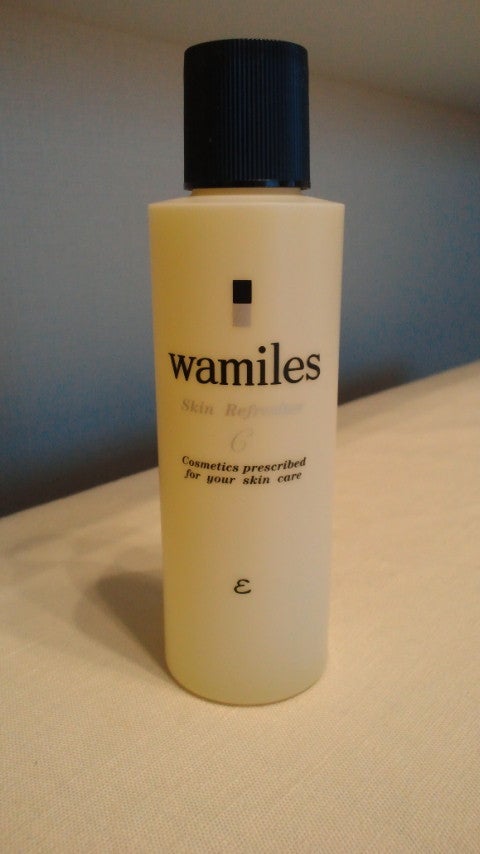 wamiles
Skin Refresher
C
Cosmetics prescribed
for your skin care
ε